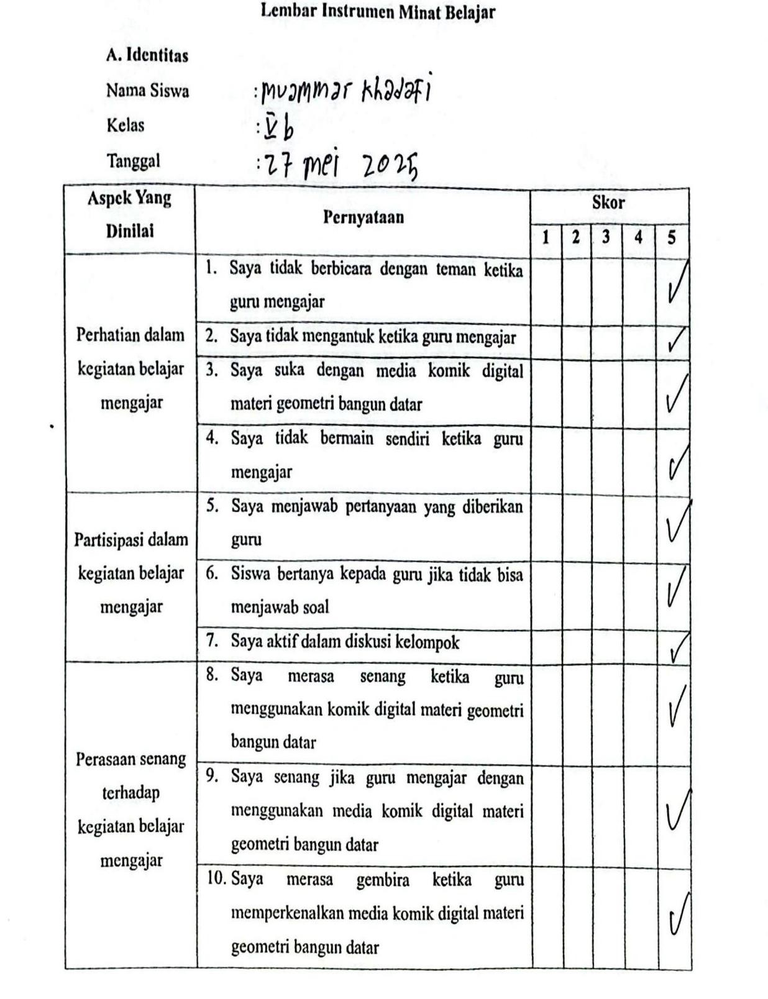 Lembar Instrumen Minat Belajar
A. Identitas
Nama Siswa : muammar khadafi
Kelas : V b
Tanggal : 27 mei 2025
Aspek Yang
Dinilai
Pernyataan
Skor
1 2 3 4 5
Perhatian dalam
kegiatan belajar
mengajar
1. Saya tidak berbicara dengan teman ketika
guru mengajar
✓
2. Saya tidak mengantuk ketika guru mengajar
✓
3. Saya suka dengan media komik digital
materi geometri bangun datar
✓
4. Saya tidak bermain sendiri ketika guru
mengajar
✓
Partisipasi dalam
kegiatan belajar
mengajar
5. Saya menjawab pertanyaan yang diberikan
guru
✓
6. Siswa bertanya kepada guru jika tidak bisa
menjawab soal
✓
7. Saya aktif dalam diskusi kelompok
✓
Perasaan senang
terhadap
kegiatan belajar
mengajar
8. Saya merasa senang ketika guru
menggunakan komik digital materi geometri
bangun datar
✓
9. Saya senang jika guru mengajar dengan
menggunakan media komik digital materi
geometri bangun datar
✓
10. Saya merasa gembira ketika guru
memperkenalkan media komik digital materi
geometri bangun datar
✓